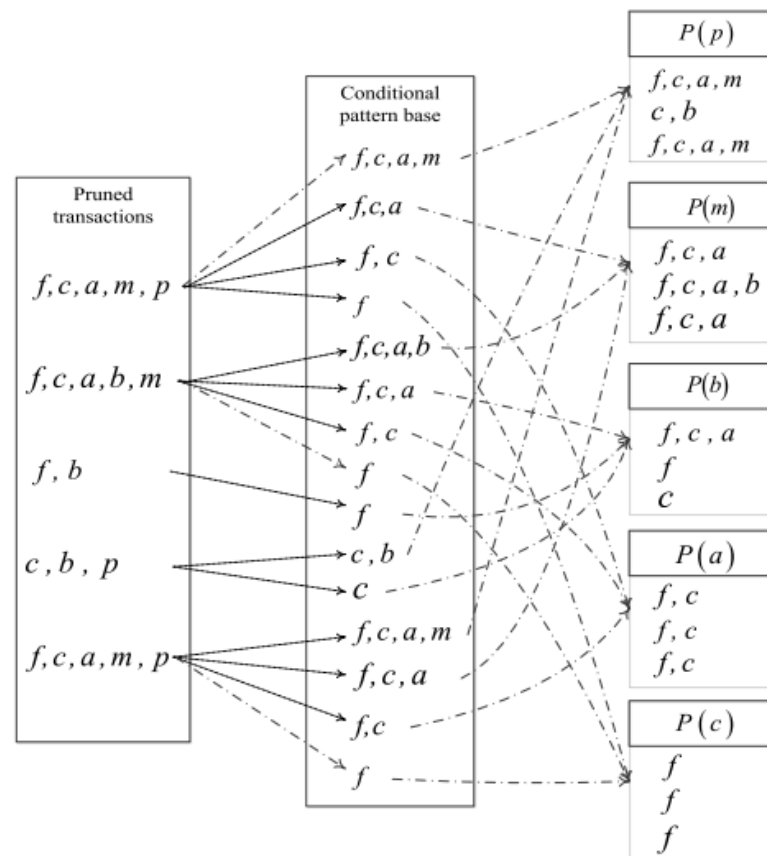 Pruned
transactions
f,c,a,m,p
f,c,a,b,m
f,b
c,b,p
f,c,a,m,p
Conditional
pattern base
f,c,a,m
f,c,a
f,c
f
f,c,a,b
f,c,a
f,c
f
f
c,b
c
f,c,a,m
f,c,a
f,c
f
P(p)
f,c,a,m
c,b
f,c,a,m
P(m)
f,c,a
f,c,a,b
f,c,a
P(b)
f,c,a
f
c
P(a)
f,c
f,c
f,c
P(c)
f
f
f